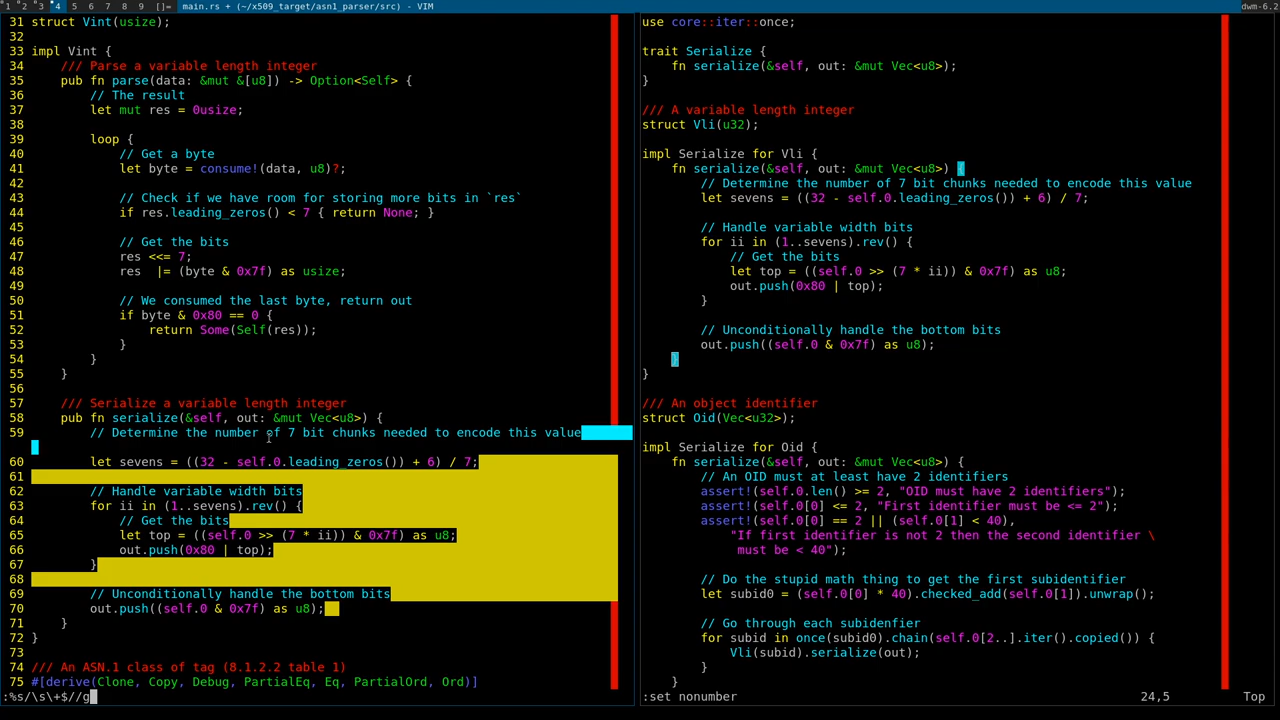 1 2 3 4 5 6 7 8 9 []= main.rs + (~/x509_target/asn1_parser/src) - VIM dwm-6.2
31 struct Vint(usize);
32
33 impl Vint {
34     /// Parse a variable length integer
35     pub fn parse(data: &mut &[u8]) -> Option<Self> {
36         // The result
37         let mut res = 0usize;
38
39         loop {
40             // Get a byte
41             let byte = consume!(data, u8)?;
42
43             // Check if we have room for storing more bits in `res`
44             if res.leading_zeros() < 7 { return None; }
45
46             // Get the bits
47             res <<= 7;
48             res  |= (byte & 0x7f) as usize;
49
50             // We consumed the last byte, return out
51             if byte & 0x80 == 0 {
52                 return Some(Self(res));
53             }
54         }
55     }
56
57     /// Serialize a variable length integer
58     pub fn serialize(&self, out: &mut Vec<u8>) {
59         // Determine the number of 7 bit chunks needed to encode this value
60         let sevens = ((32 - self.0.leading_zeros()) + 6) / 7;
61
62         // Handle variable width bits
63         for ii in (1..sevens).rev() {
64             // Get the bits
65             let top = ((self.0 >> (7 * ii)) & 0x7f) as u8;
66             out.push(0x80 | top);
67         }
68
69         // Unconditionally handle the bottom bits
70         out.push((self.0 & 0x7f) as u8);
71     }
72 }
73
74 /// An ASN.1 class of tag (8.1.2.2 table 1)
75 #[derive(Clone, Copy, Debug, PartialEq, Eq, PartialOrd, Ord)]
:%s/\s\+$//g
use core::iter::once;

trait Serialize {
    fn serialize(&self, out: &mut Vec<u8>);
}

/// A variable length integer
struct Vli(u32);

impl Serialize for Vli {
    fn serialize(&self, out: &mut Vec<u8>) {
        // Determine the number of 7 bit chunks needed to encode this value
        let sevens = ((32 - self.0.leading_zeros()) + 6) / 7;

        // Handle variable width bits
        for ii in (1..sevens).rev() {
            // Get the bits
            let top = ((self.0 >> (7 * ii)) & 0x7f) as u8;
            out.push(0x80 | top);
        }

        // Unconditionally handle the bottom bits
        out.push((self.0 & 0x7f) as u8);
    }
}

/// An object identifier
struct Oid(Vec<u32>);

impl Serialize for Oid {
    fn serialize(&self, out: &mut Vec<u8>) {
        // An OID must at least have 2 identifiers
        assert!(self.0.len() >= 2, "OID must have 2 identifiers");
        assert!(self.0[0] <= 2, "First identifier must be <= 2");
        assert!(self.0[0] == 2 || (self.0[1] < 40),
            "If first identifier is not 2 then the second identifier \
             must be < 40");

        // Do the stupid math thing to get the first subidentifier
        let subid0 = (self.0[0] * 40).checked_add(self.0[1]).unwrap();

        // Go through each subidenfier
        for subid in once(subid0).chain(self.0[2..].iter().copied()) {
            Vli(subid).serialize(out);
        }
    }
:set nonumber 24,5 Top